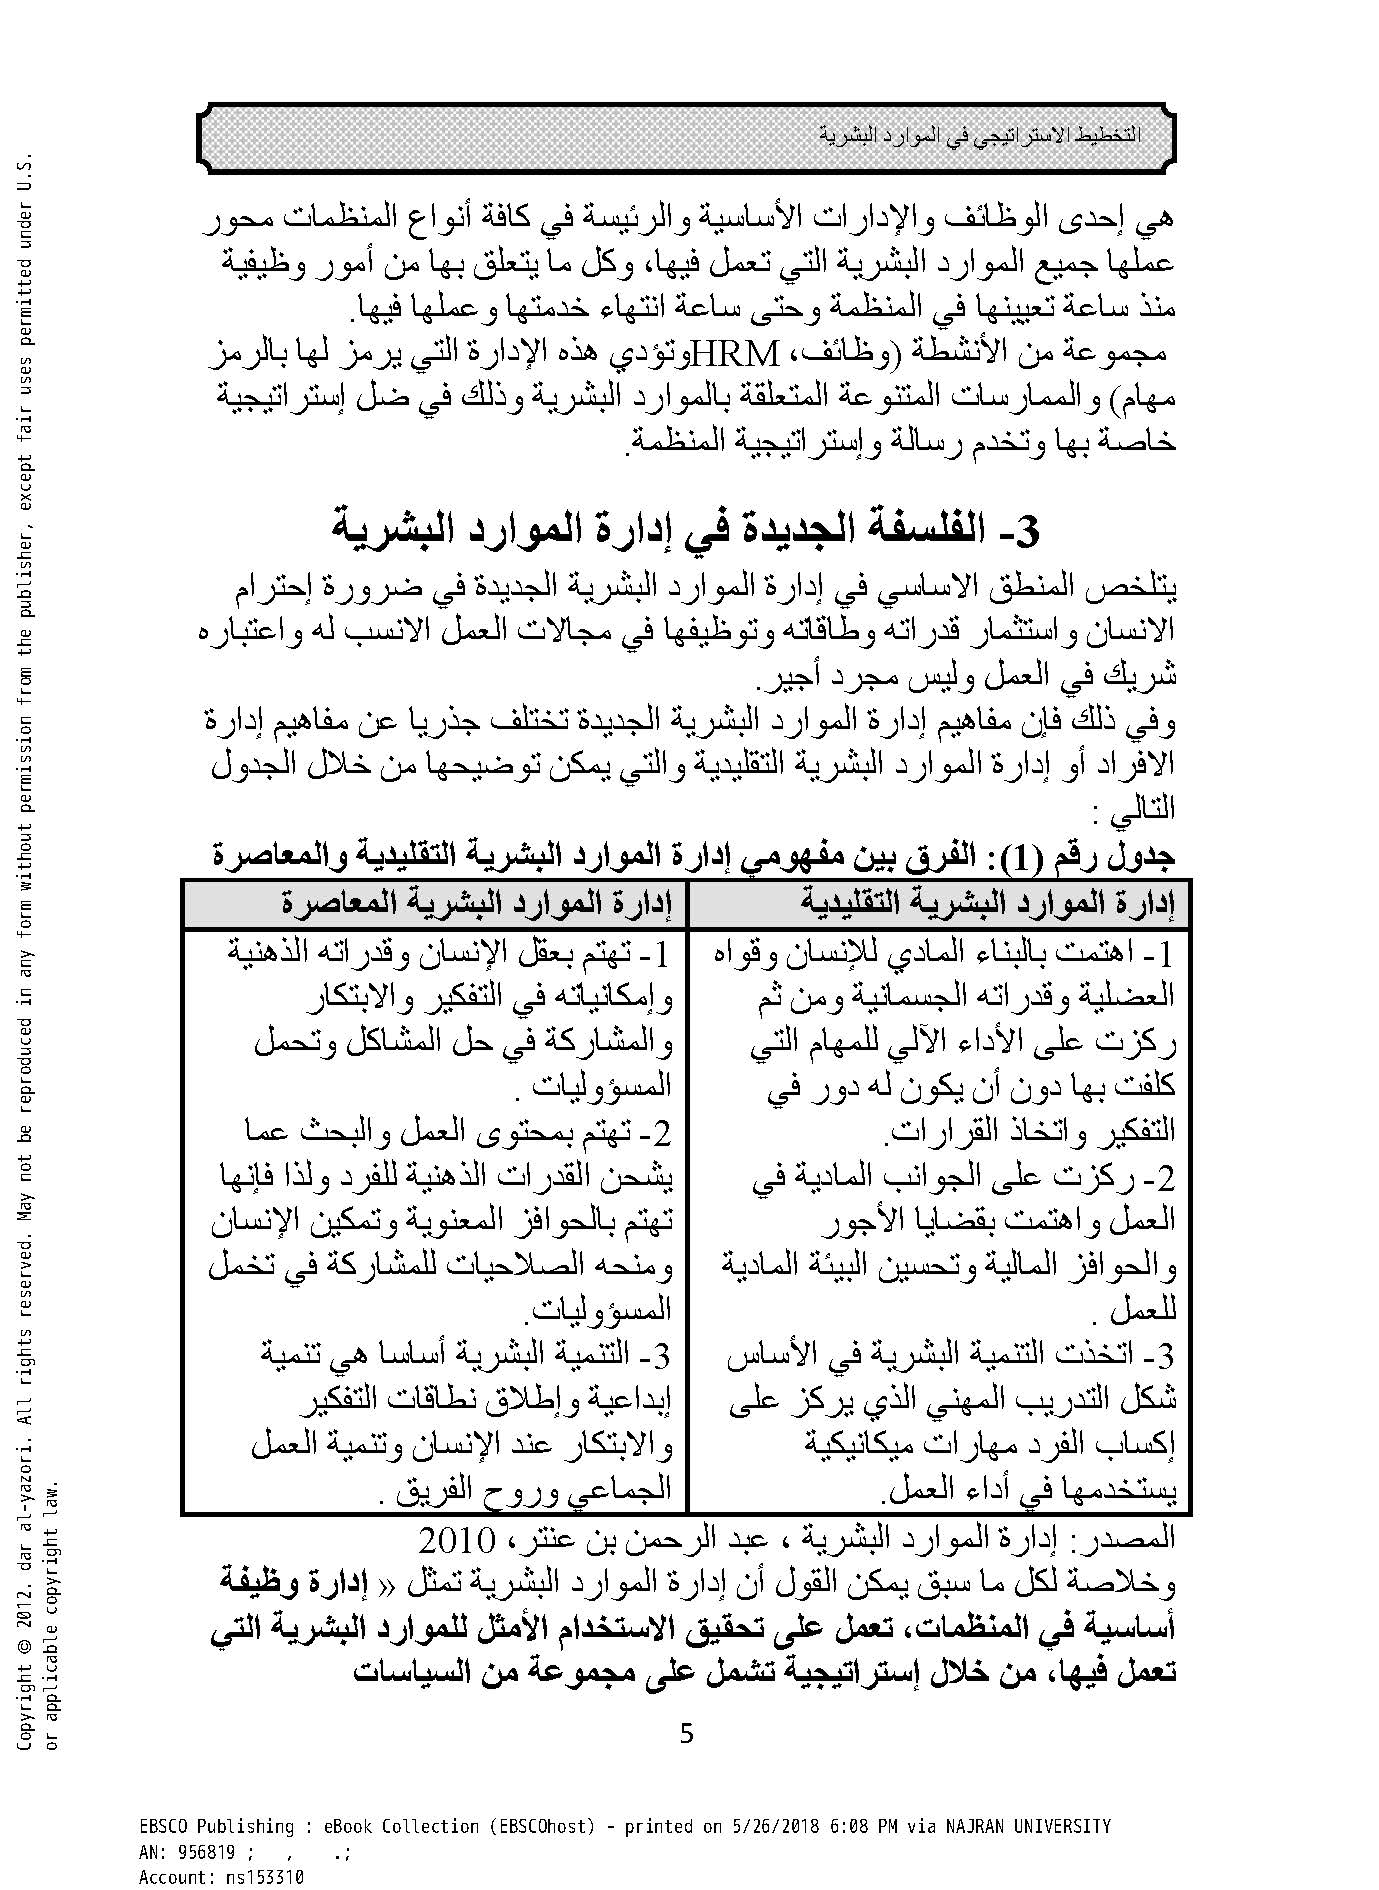 التخطيط الاستراتيجي في الموارد البشرية
هي إحدى الوظائف والإدارات الأساسية والرئيسة في كافة أنواع المنظمات محور
عملها جميع الموارد البشرية التي تعمل فيها، وكل ما يتعلق بها من أمور وظيفية
منذ ساعة تعيينها في المنظمة وحتى ساعة انتهاء خدمتها وعملها فيها.
مجموعة من الأنشطة (وظائف، HRMوتؤدي هذه الإدارة التي يرمز لها بالرمز
مهام) والممارسات المتنوعة المتعلقة بالموارد البشرية وذلك في ضل إستراتيجية
خاصة بها وتخدم رسالة وإستراتيجية المنظمة.
3- الفلسفة الجديدة في إدارة الموارد البشرية
يتلخص المنطق الاساسي في إدارة الموارد البشرية الجديدة في ضرورة إحترام
الانسان واستثمار قدرته وطاقاته وتوظيفها في مجالات العمل الانسب له واعتباره
شريك في العمل وليس مجرد أجير.
وفي ذلك فإن مفاهيم إدارة الموارد البشرية الجديدة تختلف جذريا عن مفاهيم إدارة
الافراد أو إدارة الموارد البشرية التقليدية والتي يمكن توضيحها من خلال الجدول
التالي :
جدول رقم (1): الفرق بين مفهومي إدارة الموارد البشرية التقليدية والمعاصرة
إدارة الموارد البشرية التقليدية
1- اهتمت بالبناء المادي للإنسان وقواه
العضلية وقدراته الجسمانية ومن ثم
ركزت على الأداء الآلي للمهام التي
كلفت بها دون أن يكون له دور في
التفكير واتخاذ القرارات.
2- ركزت على الجوانب المادية في
العمل واهتمت بقضايا الأجور
والحوافز المالية وتحسين البيئة المادية
للعمل .
3- اتخذت التنمية البشرية في الأساس
شكل التدريب المهني الذي يركز على
إكساب الفرد مهارات ميكانيكية
يستخدمها في أداء العمل.
إدارة الموارد البشرية المعاصرة
1- تهتم بعقل الإنسان وقدراته الذهنية
وإمكانياته في التفكير والابتكار
والمشاركة في حل المشاكل وتحمل
المسؤوليات .
2- تهتم بمحتوى العمل والبحث عما
يشحن القدرات الذهنية للفرد ولذا فإنها
تهتم بالحوافز المعنوية وتمكين الإنسان
ومنحه الصلاحيات للمشاركة في تخمل
المسؤوليات.
3- التنمية البشرية أساسا هي تنمية
إبداعية وإطلاق نطاقات التفكير
والابتكار عند الإنسان وتنمية العمل
الجماعي وروح الفريق .
المصدر: إدارة الموارد البشرية ، عبد الرحمن بن عنتر، 2010
وخلاصة لكل ما سبق يمكن القول أن إدارة الموارد البشرية تمثل « إدارة وظيفة
أساسية في المنظمات، تعمل على تحقيق الاستخدام الأمثل للموارد البشرية التي
تعمل فيها، من خلال إستراتيجية تشمل على مجموعة من السياسات
5
EBSCO Publishing : eBook Collection (EBSCOhost) - printed on 5/26/2018 6:08 PM via NAJRAN UNIVERSITY
AN: 956819 ; , .;
Account: ns153310
Copyright © 2012. dar al-yazori. All rights reserved. May not be reproduced in any form without permission from the publisher, except fair uses permitted under U.S.
or applicable copyright law.